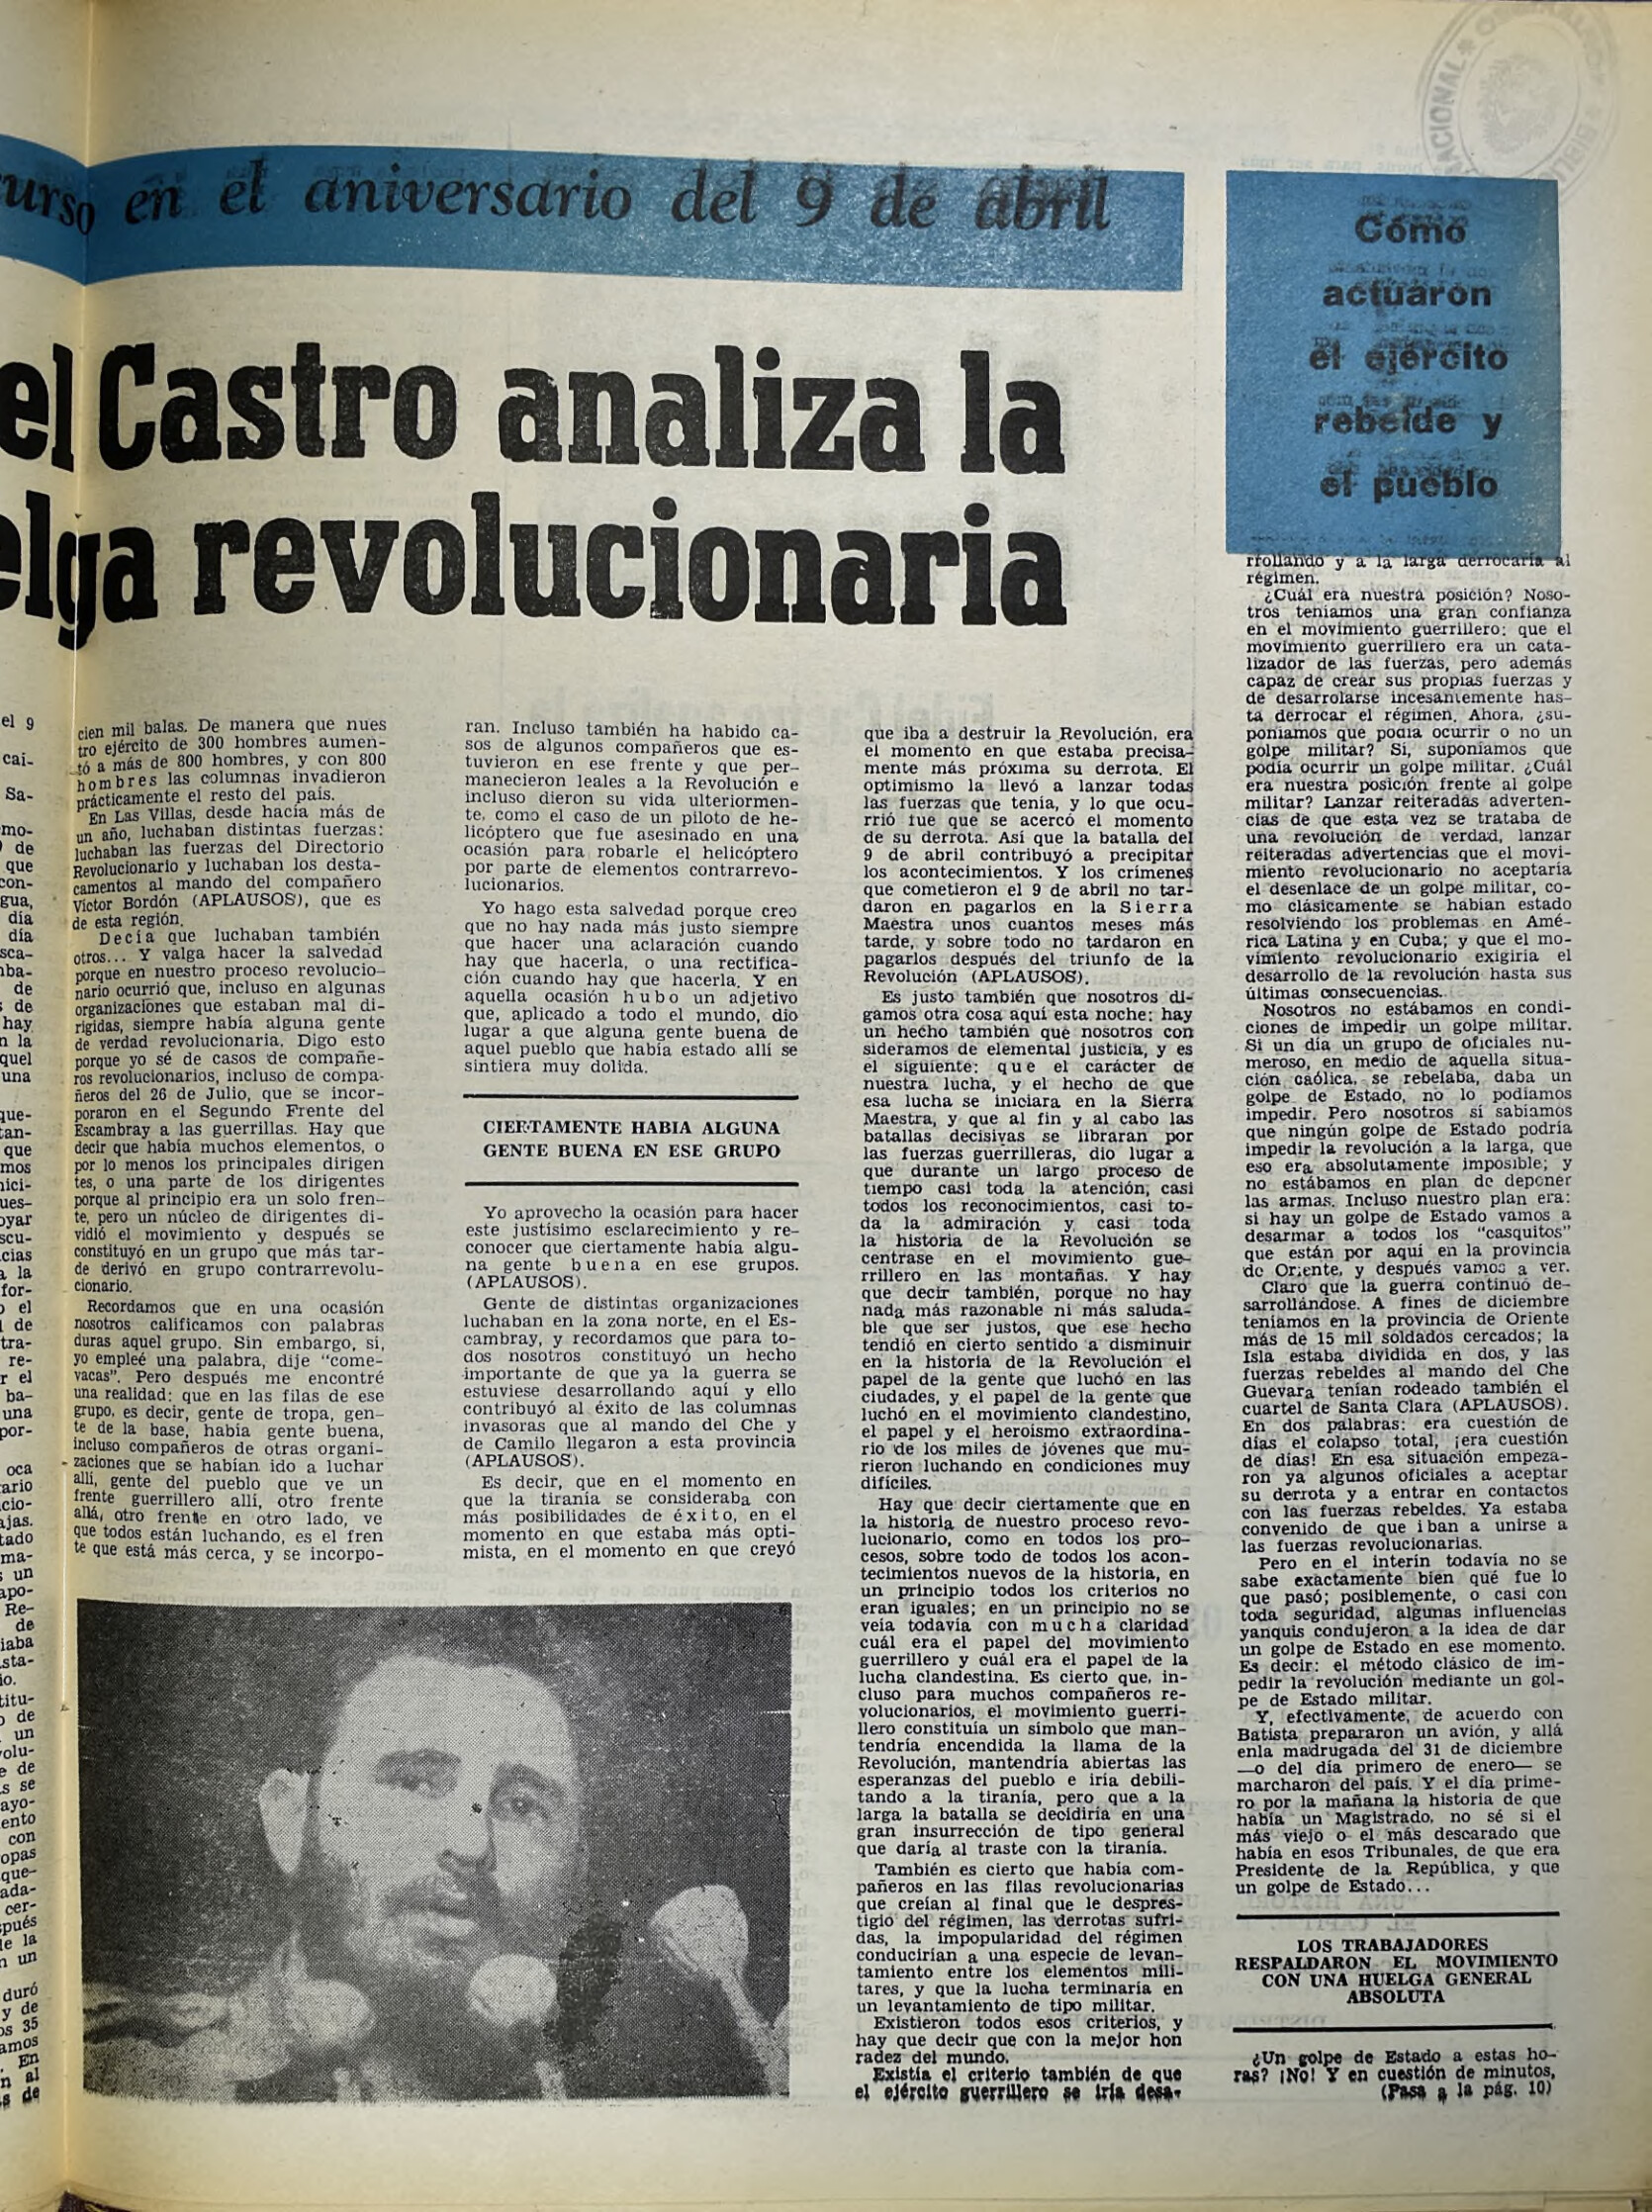 en el aniversario del 9 de abril
Castro analiza la
revolucionaria
Cómo
actuaron
el ejército
rebelde y
el pueblo
cien mil balas. De manera que nues
tro ejército de 300 hombres aumen-
tó a más de 800 hombres, y con 800
hombres las columnas invadieron
prácticamente el resto del país.
En Las Villas, desde hacía más de
un año, luchaban distintas fuerzas:
luchaban las fuerzas del Directorio
Revolucionario y luchaban los desta-
camentos al mando del compañero
Víctor Bordón (APLAUSOS), que es
de esta región.
Decía que luchaban también
otros... Y valga hacer la salvedad
porque en nuestro proceso revolucio-
nario ocurrió que, incluso en algunas
organizaciones que estaban mal di-
rigidas, siempre había alguna gente
de verdad revolucionaria. Digo esto
porque yo sé de casos de compañe-
ros revolucionarios, incluso de compa-
ñeros del 26 de Julio, que se incor-
poraron en el Segundo Frente del
Escambray a las guerrillas. Hay que
decir que había muchos elementos, o
por lo menos los principales dirigen
tes, o una parte de los dirigentes
porque al principio era un solo fren-
te, pero un núcleo de dirigentes di-
vidió el movimiento y después se
constituyó en un grupo que más tar-
de derivó en grupo contrarrevolu-
cionario.
Recordamos que en una ocasión
nosotros calificamos con palabras
duras aquel grupo. Sin embargo, sí,
yo empleé una palabra, dije "come-
vacas". Pero después me encontré
una realidad: que en las filas de ese
grupo, es decir, gente de tropa, gen-
te de la base, había gente buena,
incluso compañeros de otras organi-
zaciones que se habían ido a luchar
allí, gente del pueblo que ve un
frente guerrillero allí, otro frente
allá, otro frente en otro lado, ve
que todos están luchando, es el fren
te que está más cerca, y se incorpo-
ran. Incluso también ha habido ca-
sos de algunos compañeros que es-
tuvieron en ese frente y que per-
manecieron leales a la Revolución e
incluso dieron su vida ulteriormen-
te, como el caso de un piloto de he-
licóptero que fue asesinado en una
ocasión para robarle el helicóptero
por parte de elementos contrarrevo-
lucionarios.
Yo hago esta salvedad porque creo
que no hay nada más justo siempre
que hacer una aclaración cuando
hay que hacerla, o una rectifica-
ción cuando hay que hacerla. Y en
aquella ocasión hubo un adjetivo
que, aplicado a todo el mundo, dio
lugar a que alguna gente buena de
aquel pueblo que había estado allí se
sintiera muy dolida.
CIERTAMENTE HABIA ALGUNA
GENTE BUENA EN ESE GRUPO
Yo aprovecho la ocasión para hacer
este justísimo esclarecimiento y re-
conocer que ciertamente había algu-
na gente buena en ese grupos.
(APLAUSOS).
Gente de distintas organizaciones
luchaban en la zona norte, en el Es-
cambray, y recordamos que para to-
dos nosotros constituyó un hecho
importante de que ya la guerra se
estuviese desarrollando aquí y ello
contribuyó al éxito de las columnas
invasoras que al mando del Che y
de Camilo llegaron a esta provincia
(APLAUSOS).
Es decir, que en el momento en
que la tiranía se consideraba con
más posibilidades de éxito, en el
momento en que estaba más opti-
mista, en el momento en que creyó
que iba a destruir la Revolución, era
el momento en que estaba precisa-
mente más próxima su derrota. El
optimismo la llevó a lanzar todas
las fuerzas que tenía, y lo que ocu-
rrió fue que se acercó el momento
de su derrota. Así que la batalla del
9 de abril contribuyó a precipitar
los acontecimientos. Y los crímenes
que cometieron el 9 de abril no tar-
daron en pagarlos en la Sierra
Maestra unos cuantos meses más
tarde, y sobre todo no tardaron en
pagarlos después del triunfo de la
Revolución (APLAUSOS).
Es justo también que nosotros di-
gamos otra cosa aquí esta noche: hay
un hecho también que nosotros con
sideramos de elemental justicia, y es
el siguiente: que el carácter de
nuestra lucha, y el hecho de que
esa lucha se iniciara en la Sierra
Maestra, y que al fin y al cabo las
batallas decisivas se libraran por
las fuerzas guerrilleras, dio lugar a
que durante un largo proceso de
tiempo casi toda la atención, casi
todos los reconocimientos, casi to-
da la admiración y casi toda
la historia de la Revolución se
centrase en el movimiento gue-
rrillero en las montañas. Y hay
que decir también, porque no hay
nada más razonable ni más saluda-
ble que ser justos, que ese hecho
tendió en cierto sentido a disminuir
en la historia de la Revolución el
papel de la gente que luchó en las
ciudades, y el papel de la gente que
luchó en el movimiento clandestino,
el papel y el heroísmo extraordina-
rio de los miles de jóvenes que mu-
rieron luchando en condiciones muy
difíciles.
Hay que decir ciertamente que en
la historia de nuestro proceso revo-
lucionario, como en todos los pro-
cesos, sobre todo de todos los acon-
tecimientos nuevos de la historia, en
un principio todos los criterios no
eran iguales; en un principio no se
veía todavía con mucha claridad
cuál era el papel del movimiento
guerrillero y cuál era el papel de la
lucha clandestina. Es cierto que, in-
cluso para muchos compañeros re-
volucionarios, el movimiento guerri-
llero constituía un símbolo que man-
tendría encendida la llama de la
Revolución, mantendría abiertas las
esperanzas del pueblo e iría debili-
tando a la tiranía, pero que a la
larga la batalla se decidiría en una
gran insurrección de tipo general
que daría al traste con la tiranía.
También es cierto que había com-
pañeros en las filas revolucionarias
que creían al final que le despres-
tigio del régimen, las derrotas sufri-
das, la impopularidad del régimen
conducirían a una especie de levan-
tamiento entre los elementos mili-
tares, y que la lucha terminaría en
un levantamiento de tipo militar.
Existieron todos esos criterios, y
hay que decir que con la mejor hon
radez del mundo.
Existía el criterio también de que
el ejército guerrillero se iría desa-
rrollando y a la larga derrocaría al
régimen.
¿Cuál era nuestra posición? Noso-
tros teníamos una gran confianza
en el movimiento guerrillero: que el
movimiento guerrillero era un cata-
lizador de las fuerzas, pero además
capaz de crear sus propias fuerzas y
de desarrolarse incesantemente has-
ta derrocar el régimen. Ahora, ¿su-
poníamos que podía ocurrir o no un
golpe militar? Sí, suponíamos que
podía ocurrir un golpe militar. ¿Cuál
era nuestra posición frente al golpe
militar? Lanzar reiteradas adverten-
cias de que esta vez se trataba de
una revolución de verdad, lanzar
reiteradas advertencias que el movi-
miento revolucionario no aceptaría
el desenlace de un golpe militar, co-
mo clásicamente se habían estado
resolviendo los problemas en Amé-
rica Latina y en Cuba; y que el mo-
vimiento revolucionario exigiría el
desarrollo de la revolución hasta sus
últimas consecuencias.
Nosotros no estábamos en condi-
ciones de impedir un golpe militar.
Si un día un grupo de oficiales nu-
meroso, en medio de aquella situa-
ción caólica, se rebelaba, daba un
golpe de Estado, no lo podíamos
impedir. Pero nosotros sí sabíamos
que ningún golpe de Estado podría
impedir la revolución a la larga, que
eso era absolutamente imposible; y
no estábamos en plan de deponer
las armas. Incluso nuestro plan era:
si hay un golpe de Estado vamos a
desarmar a todos los "casquitos"
que están por aquí en la provincia
de Oriente, y después vamos a ver.
Claro que la guerra continuó de-
sarrollándose. A fines de diciembre
teníamos en la provincia de Oriente
más de 15 mil soldados cercados; la
Isla estaba dividida en dos, y las
fuerzas rebeldes al mando del Che
Guevara tenían rodeado también el
cuartel de Santa Clara (APLAUSOS).
En dos palabras: era cuestión de
días el colapso total, ¡era cuestión
de días! En esa situación empeza-
ron ya algunos oficiales a aceptar
su derrota y a entrar en contactos
con las fuerzas rebeldes. Ya estaba
convenido de que iban a unirse a
las fuerzas revolucionarias.
Pero en el interín todavía no se
sabe exactamente bien qué fue lo
que pasó; posiblemente, o casi con
toda seguridad, algunas influencias
yanquis condujeron a la idea de dar
un golpe de Estado en ese momento.
Es decir: el método clásico de im-
pedir la revolución mediante un gol-
pe de Estado militar.
Y, efectivamente, de acuerdo con
Batista prepararon un avión, y allá
enla madrugada del 31 de diciembre
—o del día primero de enero— se
marcharon del país. Y el día prime-
ro por la mañana la historia de que
había un Magistrado, no sé si el
más viejo o el más descarado que
había en esos Tribunales, de que era
Presidente de la República, y que
un golpe de Estado...
LOS TRABAJADORES
RESPALDARON EL MOVIMIENTO
CON UNA HUELGA GENERAL
ABSOLUTA
¿Un golpe de Estado a estas ho-
ras? ¡No! Y en cuestión de minutos,
(Pasa a la pág. 10)